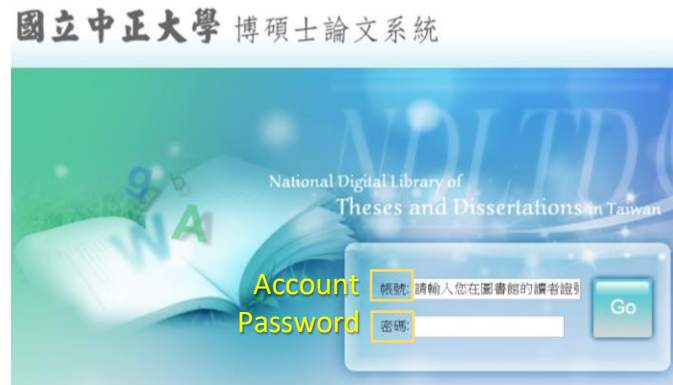 國立中正大學 博碩士論文系統
NDLTD
National Digital Library of
Theses and Dissertations in Taiwan
g
b
A
W
Account 帳號: 請輸入您在圖書館的讀者證
Password 密碼:
Go